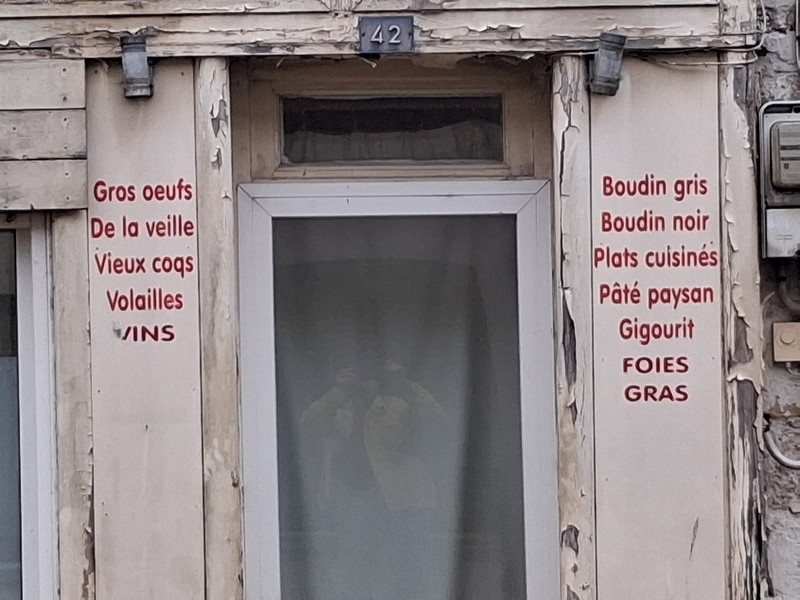 42
Gros oeufs
De la veille
Vieux coqs
Volailles
VINS
Boudin gris
Boudin noir
Plats cuisinés
Pâté paysan
Gigourit
FOIES
GRAS